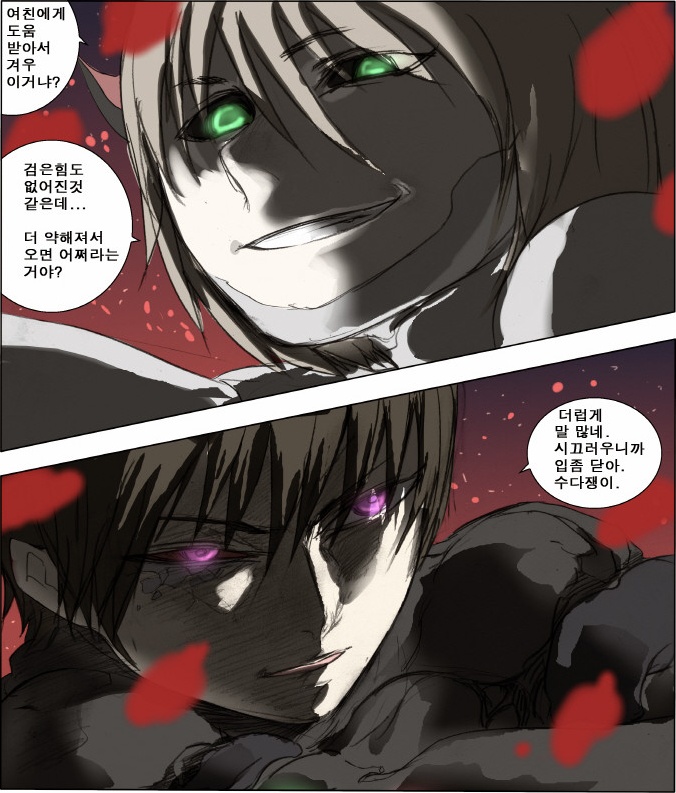 여친에게
도움
받아서
겨우
이거냐?
검은힘도
없어진것
같은데...
더 약해져서
오면 어쩌라는
거야?
더럽게
말 많네.
시끄러우니까
입좀 닫아.
수다쟁이.